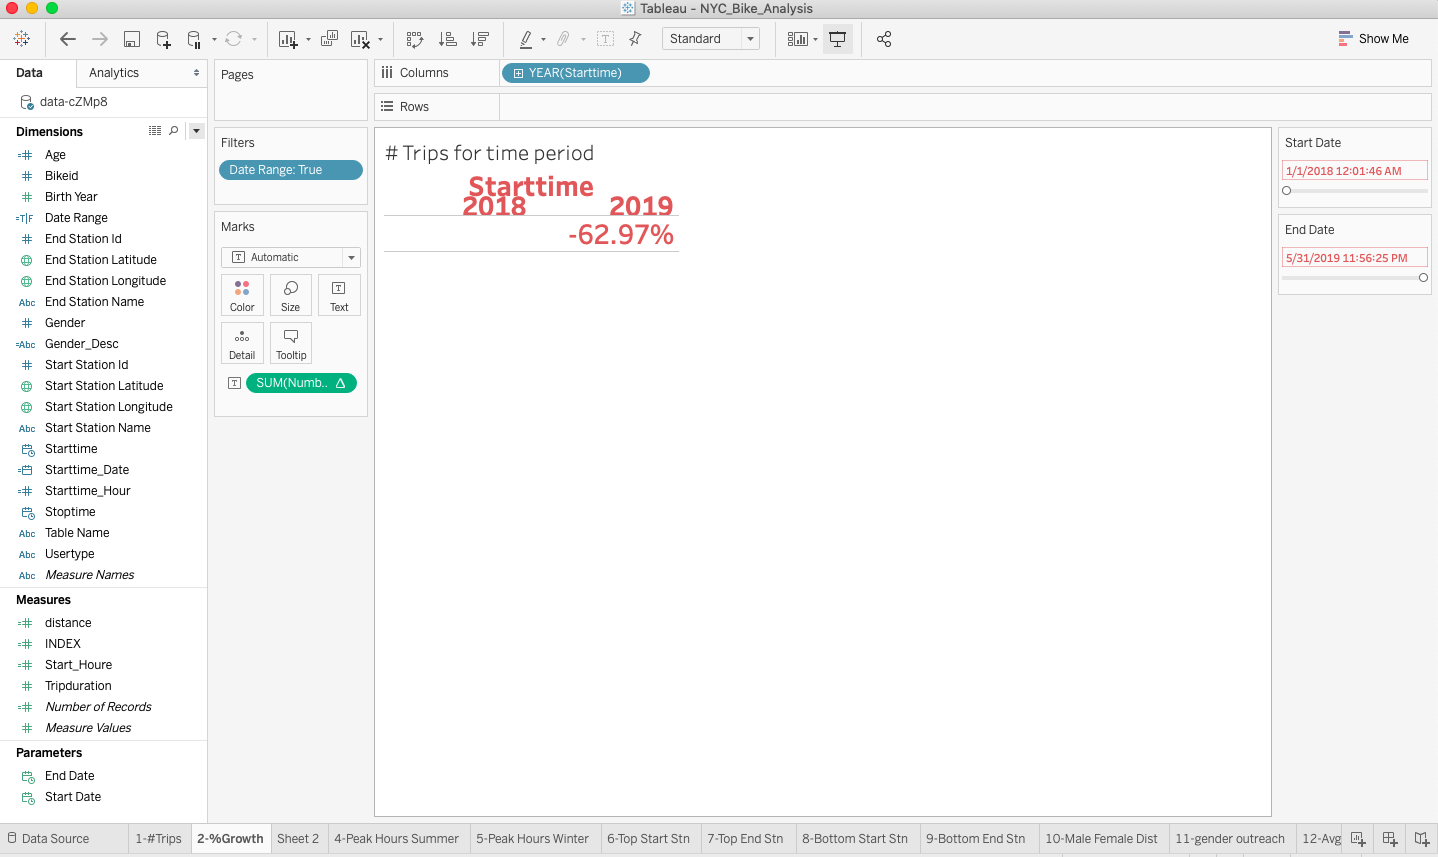 Tableau - NYC_Bike_Analysis
Standard
Show Me
Data
Analytics
data-cZMp8
Dimensions
Age
Bikeid
Birth Year
Date Range
End Station Id
End Station Latitude
End Station Longitude
Abc End Station Name
Gender
Abc Gender_Desc
Start Station Id
Start Station Latitude
Start Station Longitude
Abc Start Station Name
Starttime
Starttime_Date
Starttime_Hour
Stoptime
Abc Table Name
Abc Usertype
Abc Measure Names
Measures
distance
INDEX
Start_Houre
Tripduration
Number of Records
Measure Values
Parameters
End Date
Start Date
Pages
Filters
Date Range: True
Marks
Automatic
Color
Size
Text
Detail
Tooltip
SUM(Numb..
Columns
YEAR(Starttime)
Rows
# Trips for time period
Starttime
2018 2019
-62.97%
Start Date
1/1/2018 12:01:46 AM
End Date
5/31/2019 11:56:25 PM
Data Source
1-#Trips
2-%Growth
Sheet 2
4-Peak Hours Summer
5-Peak Hours Winter
6-Top Start Stn
7-Top End Stn
8-Bottom Start Stn
9-Bottom End Stn
10-Male Female Dist
11-gender outreach
12-Avg